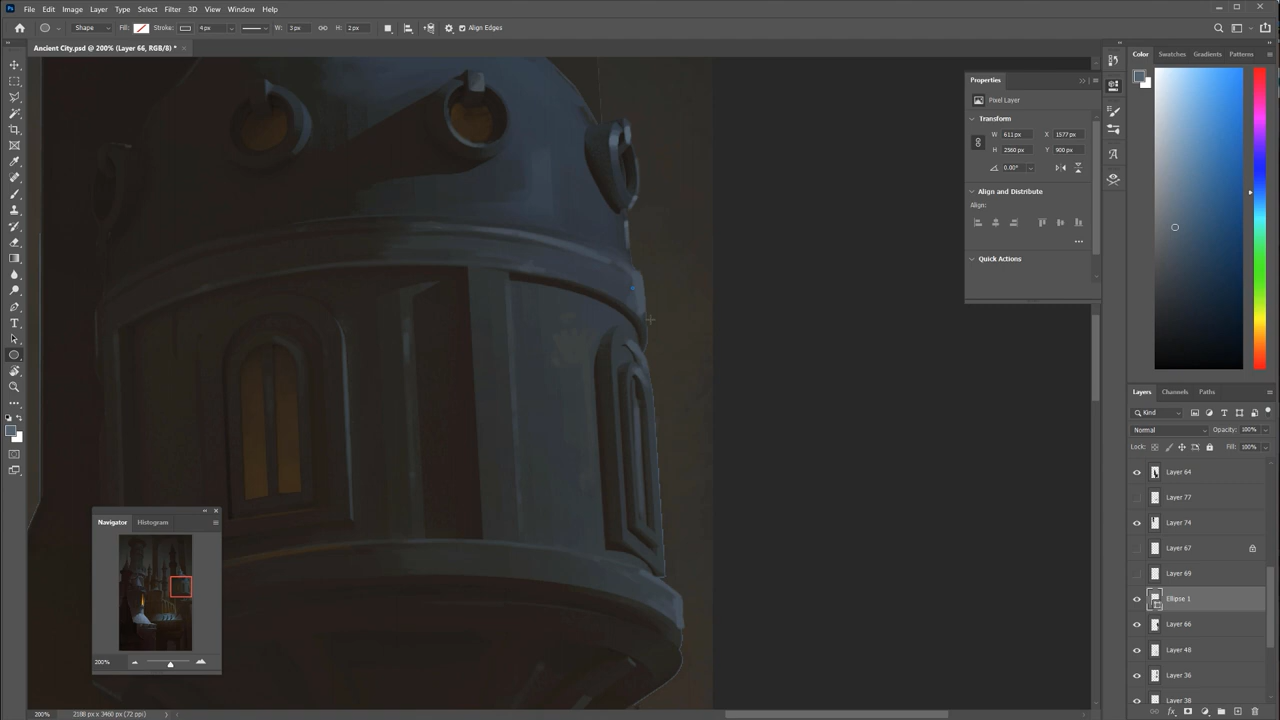 File Edit Image Layer Type Select Filter 3D View Window Help
Shape Fill: Stroke: 4 px W: 3 px H: 2 px Align Edges
Ancient City.psd @ 200% (Layer 66, RGB/8) *
Color Swatches Gradients Patterns
Properties
Pixel Layer
Transform
W 611 px X 1577 px
H 2560 px Y 900 px
0.00°
Align and Distribute
Align:
Quick Actions
Layers Channels Paths
Kind
Normal Opacity: 100%
Lock: Fill: 100%
Layer 64
Layer 77
Layer 74
Layer 67
Layer 69
Ellipse 1
Layer 66
Layer 48
Layer 36
Layer 38
Navigator Histogram
200%
200% 2188 px x 3460 px (72 ppi)